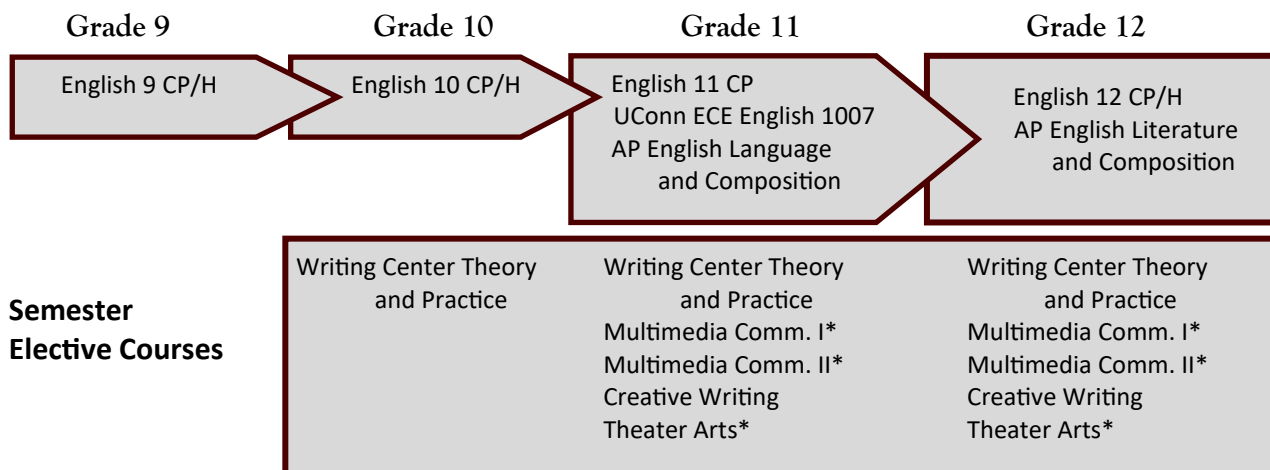 Grade 9
Grade 10
Grade 11
Grade 12
English 9 CP/H
English 10 CP/H
English 11 CP
UConn ECE English 1007
AP English Language
and Composition
English 12 CP/H
AP English Literature
and Composition
Semester
Elective Courses
Writing Center Theory
and Practice
Writing Center Theory
and Practice
Multimedia Comm. I*
Multimedia Comm. II*
Creative Writing
Theater Arts*
Writing Center Theory
and Practice
Multimedia Comm. I*
Multimedia Comm. II*
Creative Writing
Theater Arts*